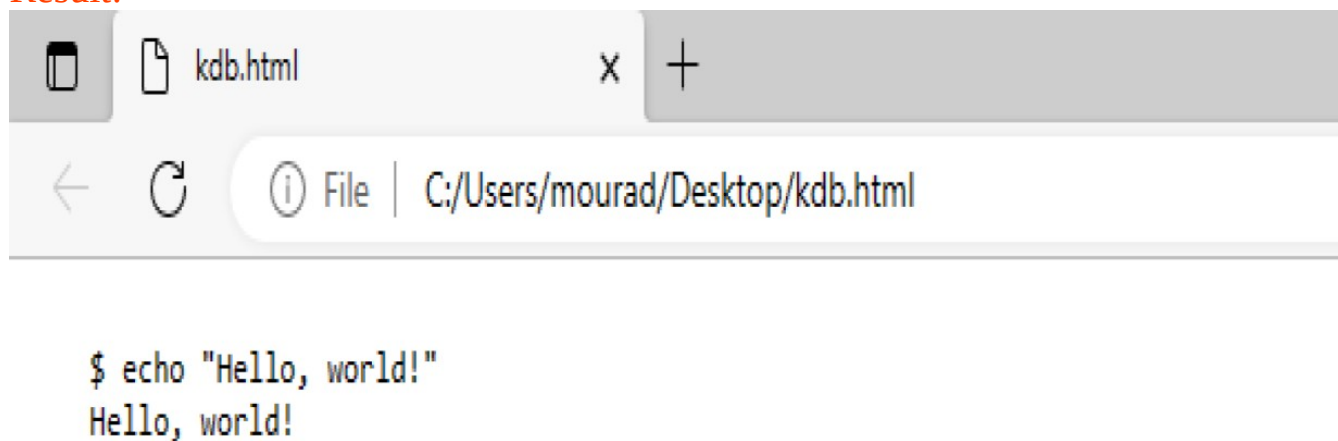 Result:
kdb.html
File C:/Users/mourad/Desktop/kdb.html
$ echo "Hello, world!"
Hello, world!